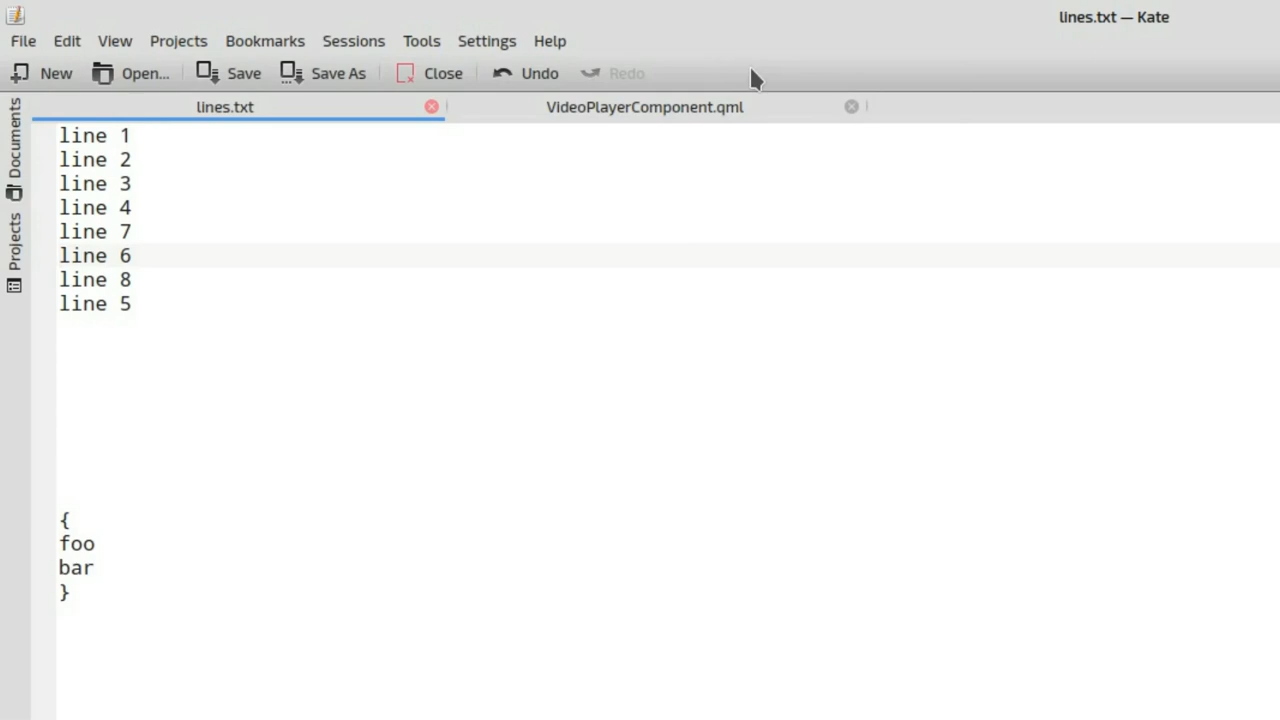 lines.txt — Kate
File Edit View Projects Bookmarks Sessions Tools Settings Help
New Open... Save Save As Close Undo Redo
lines.txt VideoPlayerComponent.qml
Documents
Projects
line 1
line 2
line 3
line 4
line 7
line 6
line 8
line 5
{
foo
bar
}